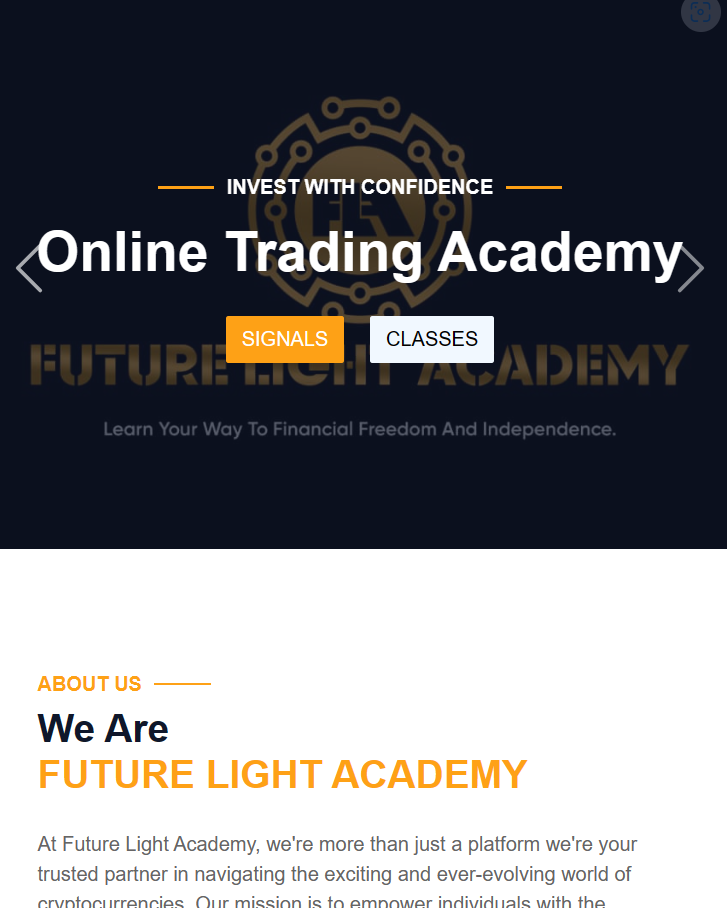 INVEST WITH CONFIDENCE
Online Trading Academy
SIGNALS
CLASSES
FUTURE LIGHT ACADEMY
Learn Your Way To Financial Freedom And Independence.
ABOUT US
We Are
FUTURE LIGHT ACADEMY
At Future Light Academy, we're more than just a platform we're your
trusted partner in navigating the exciting and ever-evolving world of
cryptocurrencies. Our mission is to empower individuals with the